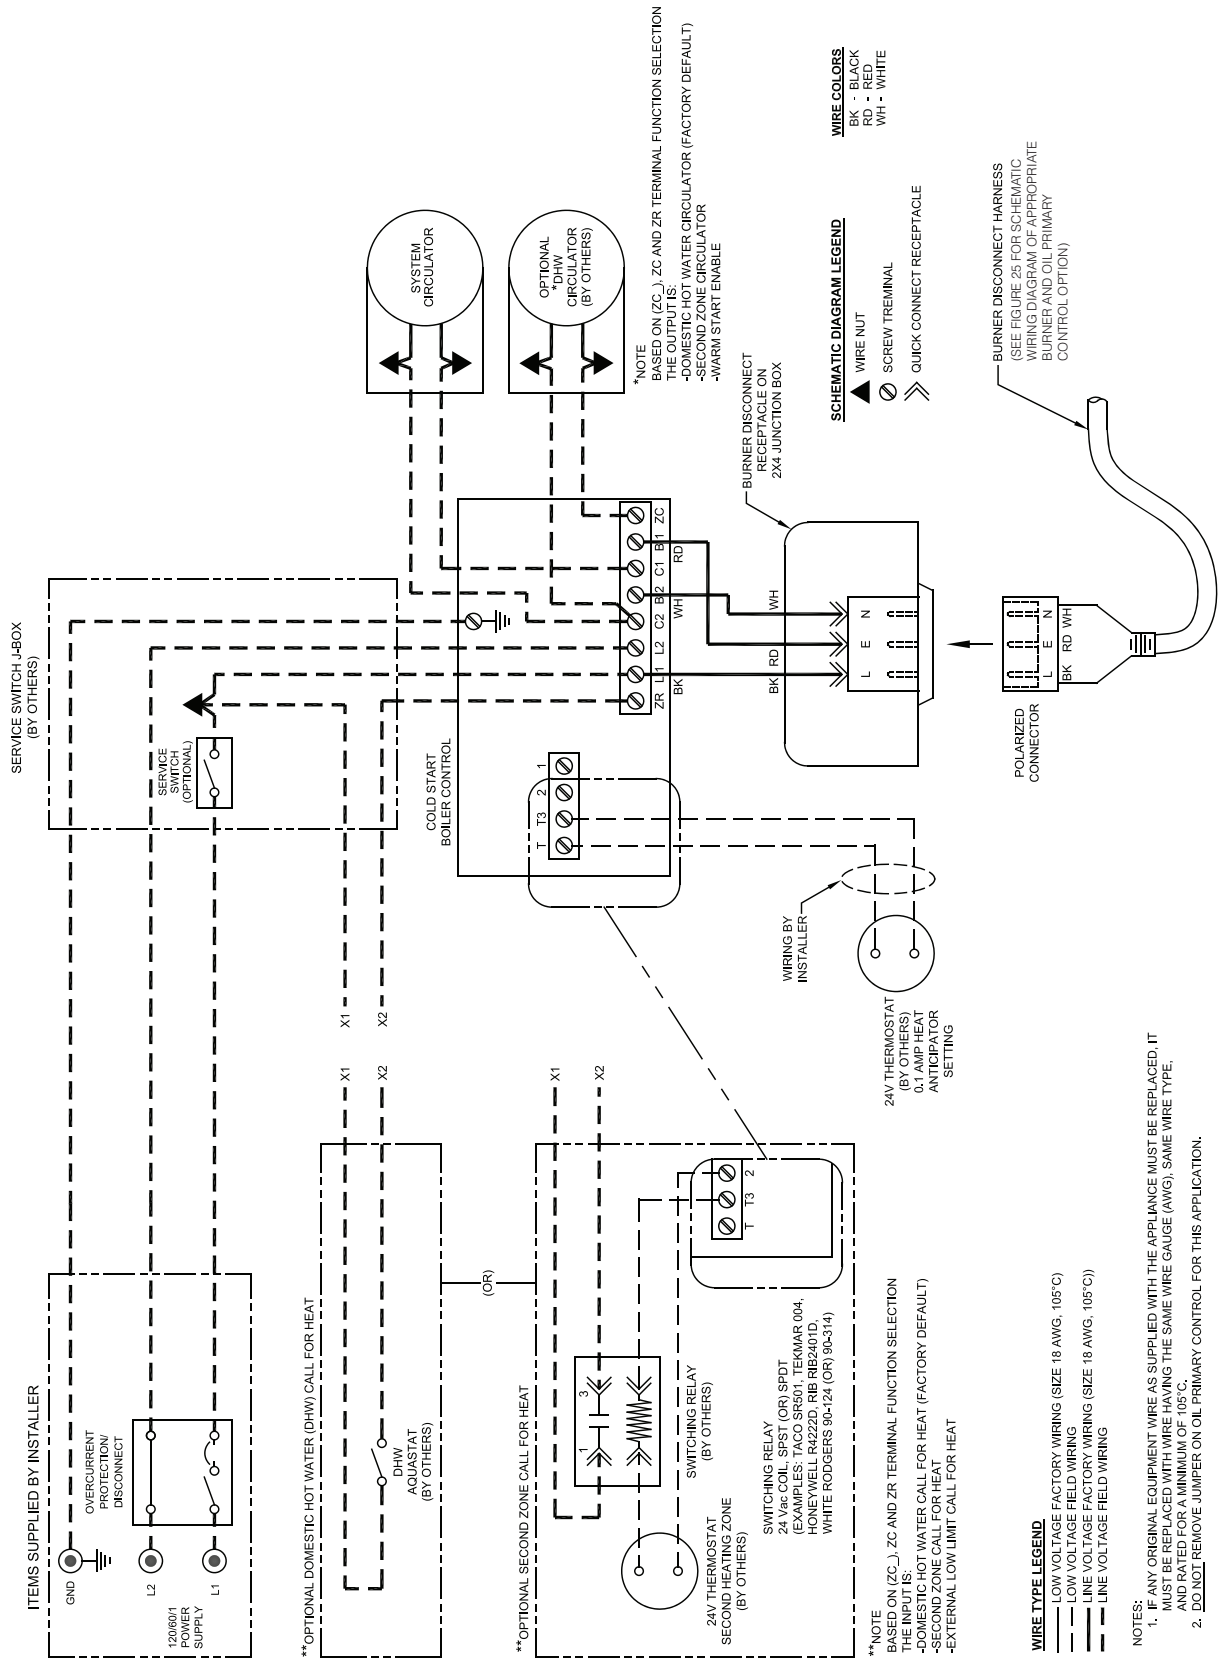 ITEMS SUPPLIED BY INSTALLER
GND
L2
L1
120/60/1
POWER
SUPPLY
OVERCURRENT
PROTECTION/
DISCONNECT
SERVICE SWITCH J-BOX
(BY OTHERS)
SERVICE
SWITCH
(OPTIONAL)
**OPTIONAL DOMESTIC HOT WATER (DHW) CALL FOR HEAT
DHW
AQUASTAT
(BY OTHERS)
X1
X2
X1
X2
(OR)
**OPTIONAL SECOND ZONE CALL FOR HEAT
X1
X2
1
3
SWITCHING RELAY
(BY OTHERS)
24V THERMOSTAT
SECOND HEATING ZONE
(BY OTHERS)
SWITCHING RELAY
24 Vac COIL, SPST (OR) SPDT
(EXAMPLES: TACO SR501, TEKMAR 004,
HONEYWELL R4222D, RIB RIB2401D,
WHITE RODGERS 90-124 (OR) 90-314)
T
T3
2
**NOTE
BASED ON (ZC_), ZC AND ZR TERMINAL FUNCTION SELECTION
THE INPUT IS:
-DOMESTIC HOT WATER CALL FOR HEAT (FACTORY DEFAULT)
-SECOND ZONE CALL FOR HEAT
-EXTERNAL LOW LIMIT CALL FOR HEAT
COLD START
BOILER CONTROL
T
T3
2
1
ZR
L1
L2
C2
B2
C1
B1
ZC
BK
WH
RD
SYSTEM
CIRCULATOR
OPTIONAL
*DHW
CIRCULATOR
(BY OTHERS)
*NOTE
BASED ON (ZC_), ZC AND ZR TERMINAL FUNCTION SELECTION
THE OUTPUT IS:
-DOMESTIC HOT WATER CIRCULATOR (FACTORY DEFAULT)
-SECOND ZONE CIRCULATOR
-WARM START ENABLE
WIRING BY
INSTALLER
24V THERMOSTAT
(BY OTHERS)
0.1 AMP HEAT
ANTICIPATOR
SETTING
BURNER DISCONNECT
RECEPTACLE ON
2X4 JUNCTION BOX
BK
RD
WH
L
E
N
POLARIZED
CONNECTOR
L
E
N
BK
RD
WH
BURNER DISCONNECT HARNESS
(SEE FIGURE 25 FOR SCHEMATIC
WIRING DIAGRAM OF APPROPRIATE
BURNER AND OIL PRIMARY
CONTROL OPTION)
SCHEMATIC DIAGRAM LEGEND
WIRE NUT
SCREW TREMINAL
QUICK CONNECT RECEPTACLE
WIRE COLORS
BK - BLACK
RD - RED
WH - WHITE
WIRE TYPE LEGEND
LOW VOLTAGE FACTORY WIRING (SIZE 18 AWG, 105°C)
LOW VOLTAGE FIELD WIRING
LINE VOLTAGE FACTORY WIRING (SIZE 18 AWG, 105°C))
LINE VOLTAGE FIELD WIRING
NOTES:
1. IF ANY ORIGINAL EQUIPMENT WIRE AS SUPPLIED WITH THE APPLIANCE MUST BE REPLACED, IT
MUST BE REPLACED WITH WIRE HAVING THE SAME WIRE GAUGE (AWG), SAME WIRE TYPE,
AND RATED FOR A MINIMUM OF 105°C.
2. DO NOT REMOVE JUMPER ON OIL PRIMARY CONTROL FOR THIS APPLICATION.